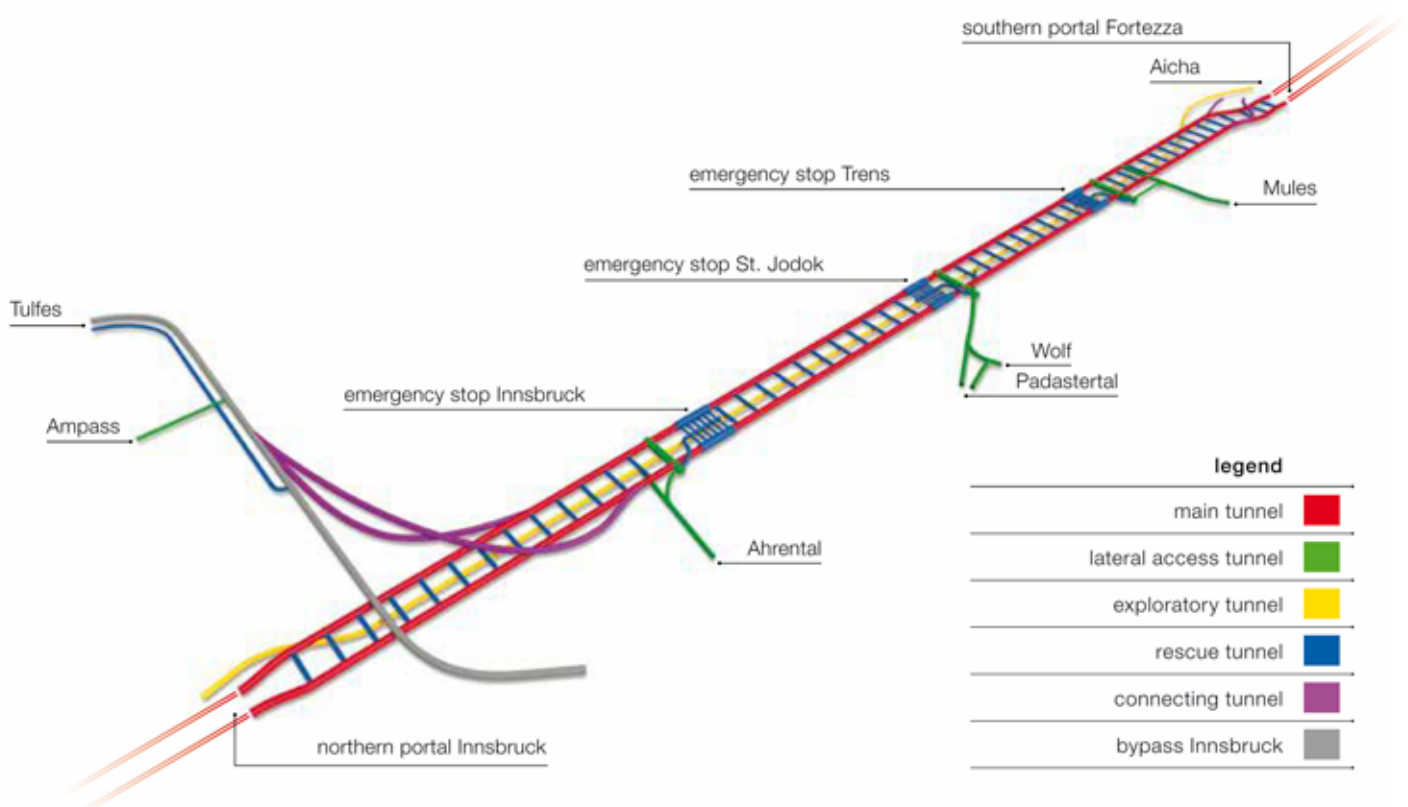 southern portal Fortezza
Aicha
emergency stop Trens
Mules
emergency stop St. Jodok
Tulfes
Wolf
Padastertal
emergency stop Innsbruck
Ampass
legend
main tunnel
Ahrental
lateral access tunnel
exploratory tunnel
rescue tunnel
connecting tunnel
northern portal Innsbruck
bypass Innsbruck